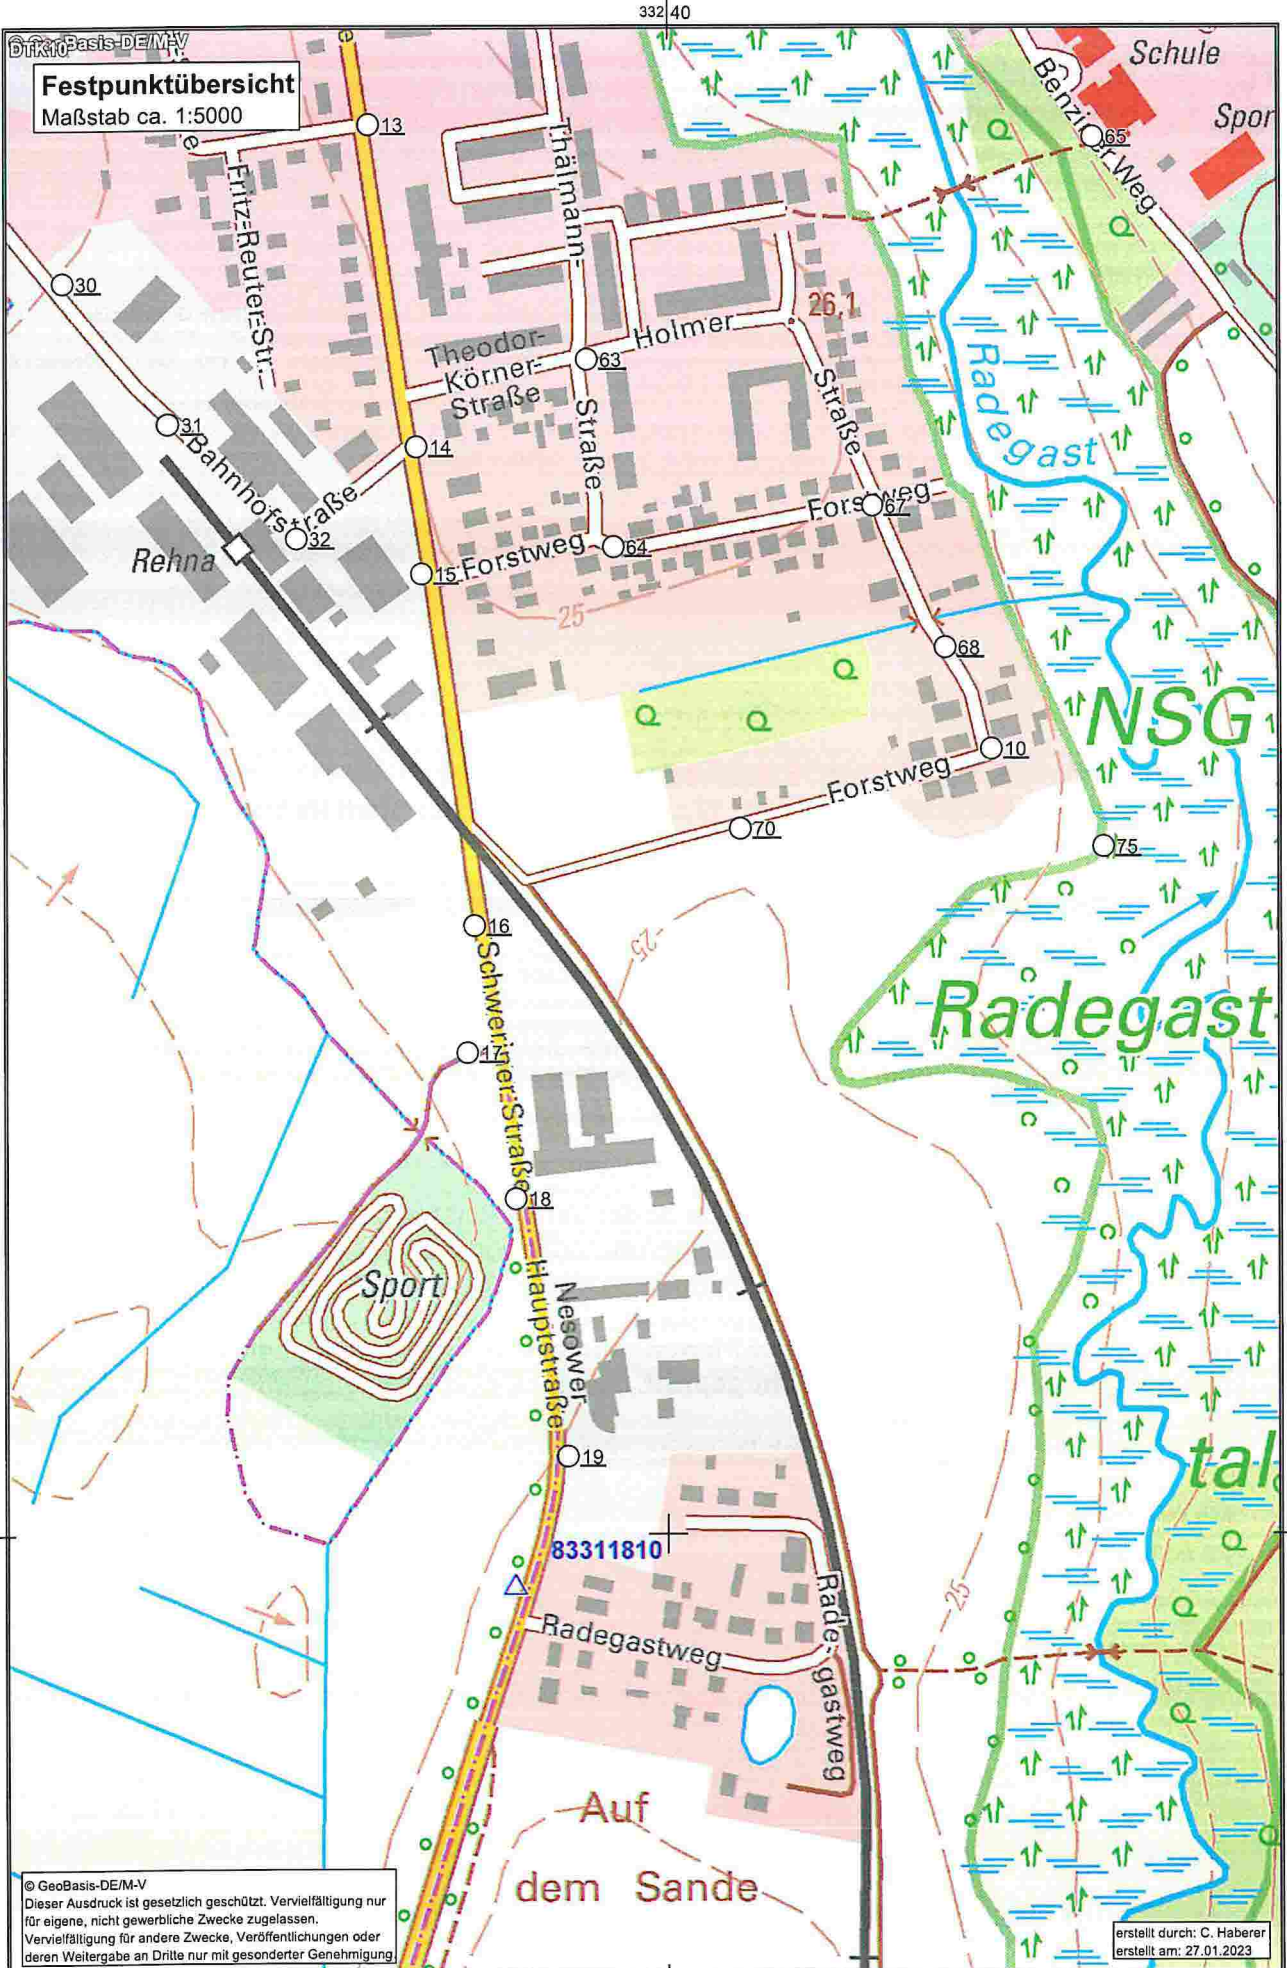 332 40
© GeoBasis-DE/M-V
DTK10
Festpunktübersicht
Maßstab ca. 1:5000
Schule
Spor
Benziner Weg
65
13
Fritz-Reuter-Str.
Thälmann-
Straße
30
26,1
Holmer
Straße
Theodor-
Körner-
Straße
63
Radegast
31
14
Bahnhofstraße
32
Rehna
Forstweg
67
64
15
Forstweg
25
68
NSG
10
Forstweg
70
75
16
25
Schweriner-Straße
Radegast-
17
18
Sport
Nesower
Hauptstraße
19
tal
83311810
25
Radegastweg
Rade-
gastweg
Auf
dem Sande
© GeoBasis-DE/M-V
Dieser Ausdruck ist gesetzlich geschützt. Vervielfältigung nur
für eigene, nicht gewerbliche Zwecke zugelassen.
Vervielfältigung für andere Zwecke, Veröffentlichungen oder
deren Weitergabe an Dritte nur mit gesonderter Genehmigung.
erstellt durch: C. Haberer
erstellt am: 27.01.2023